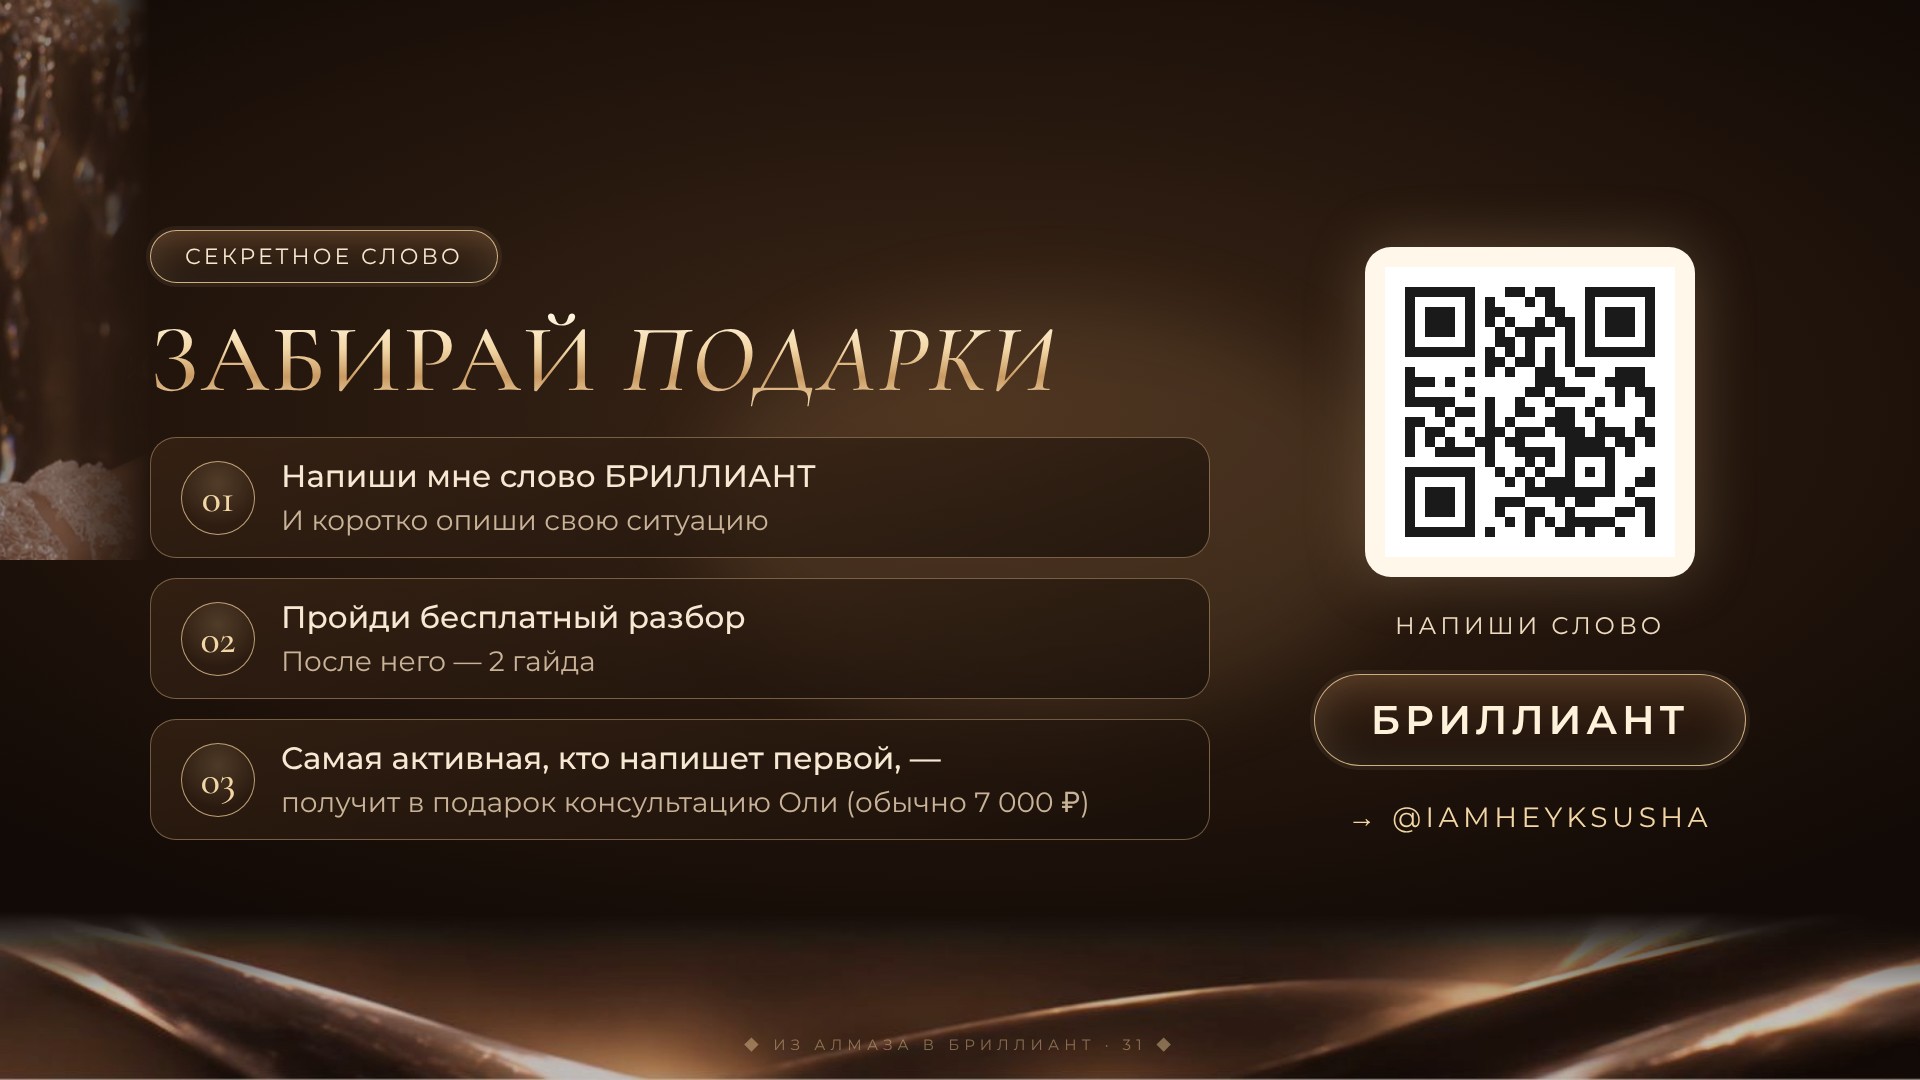 СЕКРЕТНОЕ СЛОВО
ЗАБИРАЙ ПОДАРКИ
01
Напиши мне слово БРИЛЛИАНТ
И коротко опиши свою ситуацию
02
Пройди бесплатный разбор
После него — 2 гайда
03
Самая активная, кто напишет первой, —
получит в подарок консультацию Оли (обычно 7 000 ₽)
НАПИШИ СЛОВО
БРИЛЛИАНТ
→ @IAMHEYKSUSHA
◆ ИЗ АЛМАЗА В БРИЛЛИАНТ · 31 ◆